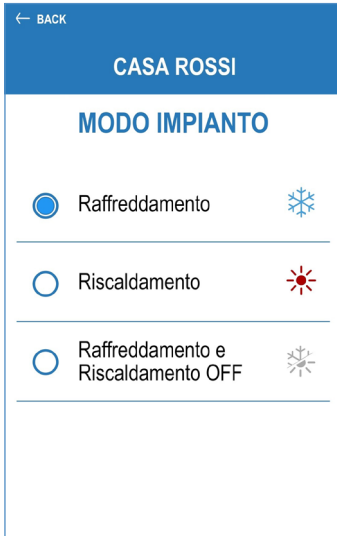 BACK
CASA ROSSI
MODO IMPIANTO
Raffreddamento
Riscaldamento
Raffreddamento e
Riscaldamento OFF